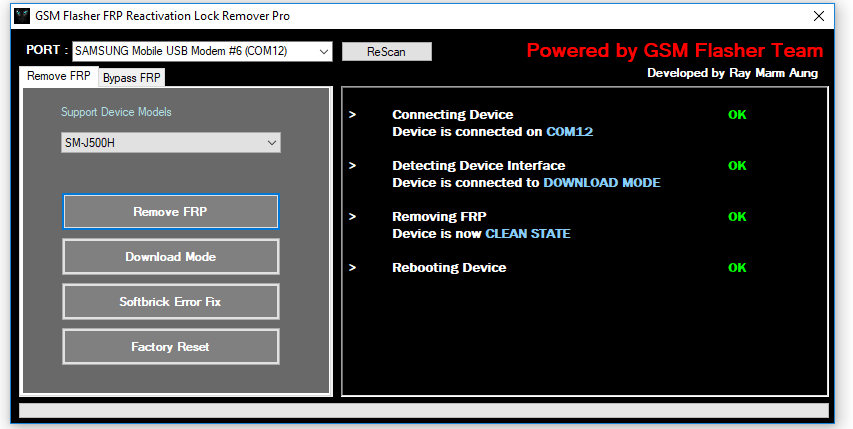 GSM Flasher FRP Reactivation Lock Remover Pro
PORT : SAMSUNG Mobile USB Modem #6 (COM12) ReScan
Powered by GSM Flasher Team
Developed by Ray Marm Aung
Remove FRP Bypass FRP
Support Device Models
SM-J500H
Remove FRP
Download Mode
Softbrick Error Fix
Factory Reset
> Connecting Device OK
Device is connected on COM12
> Detecting Device Interface OK
Device is connected to DOWNLOAD MODE
> Removing FRP OK
Device is now CLEAN STATE
> Rebooting Device OK